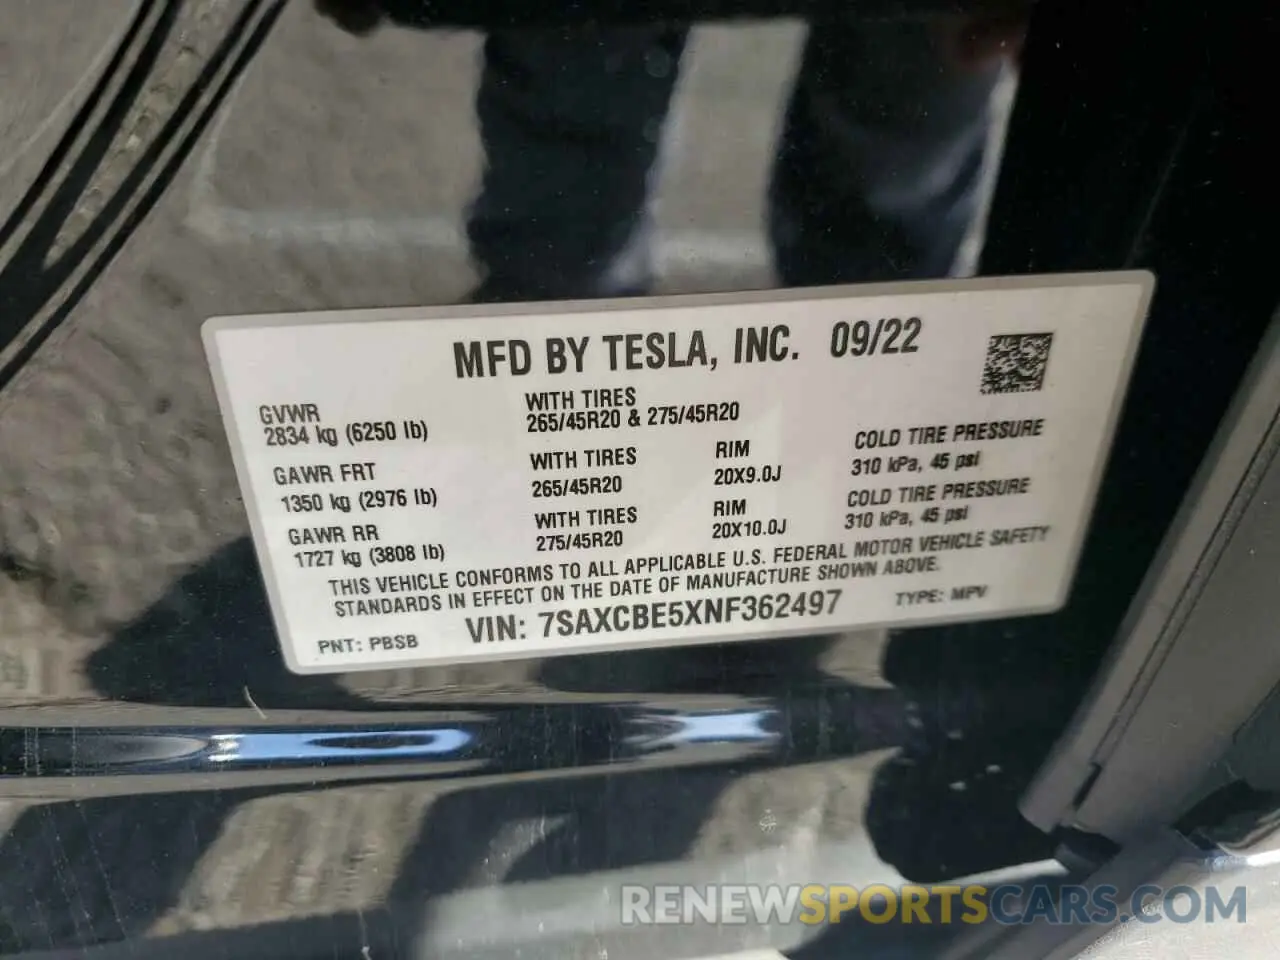 MFD BY TESLA, INC. 09/22
GVWR
2834 kg (6250 lb)
WITH TIRES
265/45R20 & 275/45R20
GAWR FRT
1350 kg (2976 lb)
WITH TIRES
265/45R20
RIM
20X9.0J
COLD TIRE PRESSURE
310 kPa, 45 psi
GAWR RR
1727 kg (3808 lb)
WITH TIRES
275/45R20
RIM
20X10.0J
COLD TIRE PRESSURE
310 kPa, 45 psi
THIS VEHICLE CONFORMS TO ALL APPLICABLE U.S. FEDERAL MOTOR VEHICLE SAFETY
STANDARDS IN EFFECT ON THE DATE OF MANUFACTURE SHOWN ABOVE.
PNT: PBSB
VIN: 7SAXCBE5XNF362497
TYPE: MPV
RENEWSPORTSCARS.COM